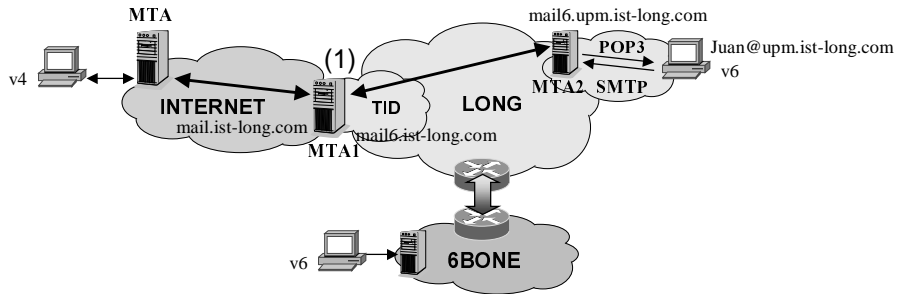 MTA
mail6.upm.ist-long.com
(1)
POP3
Juan@upm.ist-long.com
v4
v6
MTA2
SMTP
INTERNET
TID
LONG
mail.ist-long.com
mail6.ist-long.com
MTA1
v6
6BONE